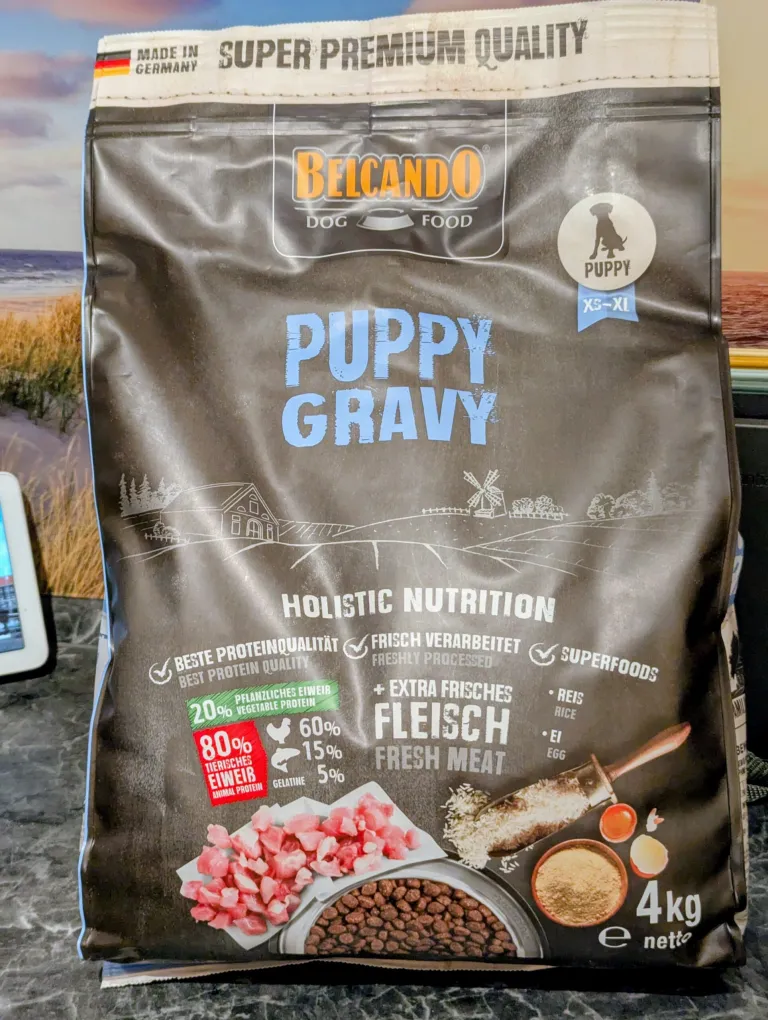 MADE IN
GERMANY
SUPER PREMIUM QUALITY
BELCANDO®
DOG FOOD
PUPPY
XS-XL
PUPPY
GRAVY
HOLISTIC NUTRITION
BESTE PROTEINQUALITÄT
BEST PROTEIN QUALITY
FRISCH VERARBEITET
FRESHLY PROCESSED
SUPERFOODS
20% PFLANZLICHES EIWEIß
VEGETABLE PROTEIN
80%
TIERISCHES
EIWEIß
ANIMAL PROTEIN
60%
15%
GELATINE 5%
+ EXTRA FRISCHES
FLEISCH
FRESH MEAT
• REIS
RICE
• EI
EGG
4kg
e netto